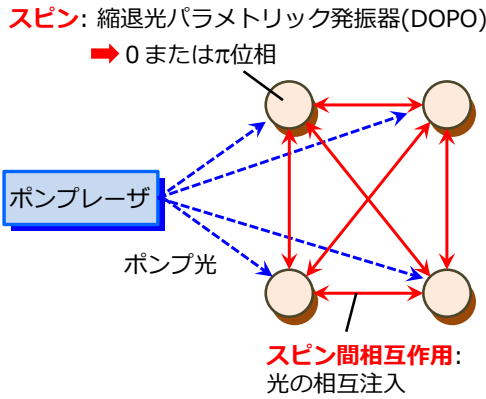 スピン: 縮退光パラメトリック発振器(DOPO)
➡ 0 またはπ位相
ポンプレーザ
ポンプ光
スピン間相互作用:
光の相互注入